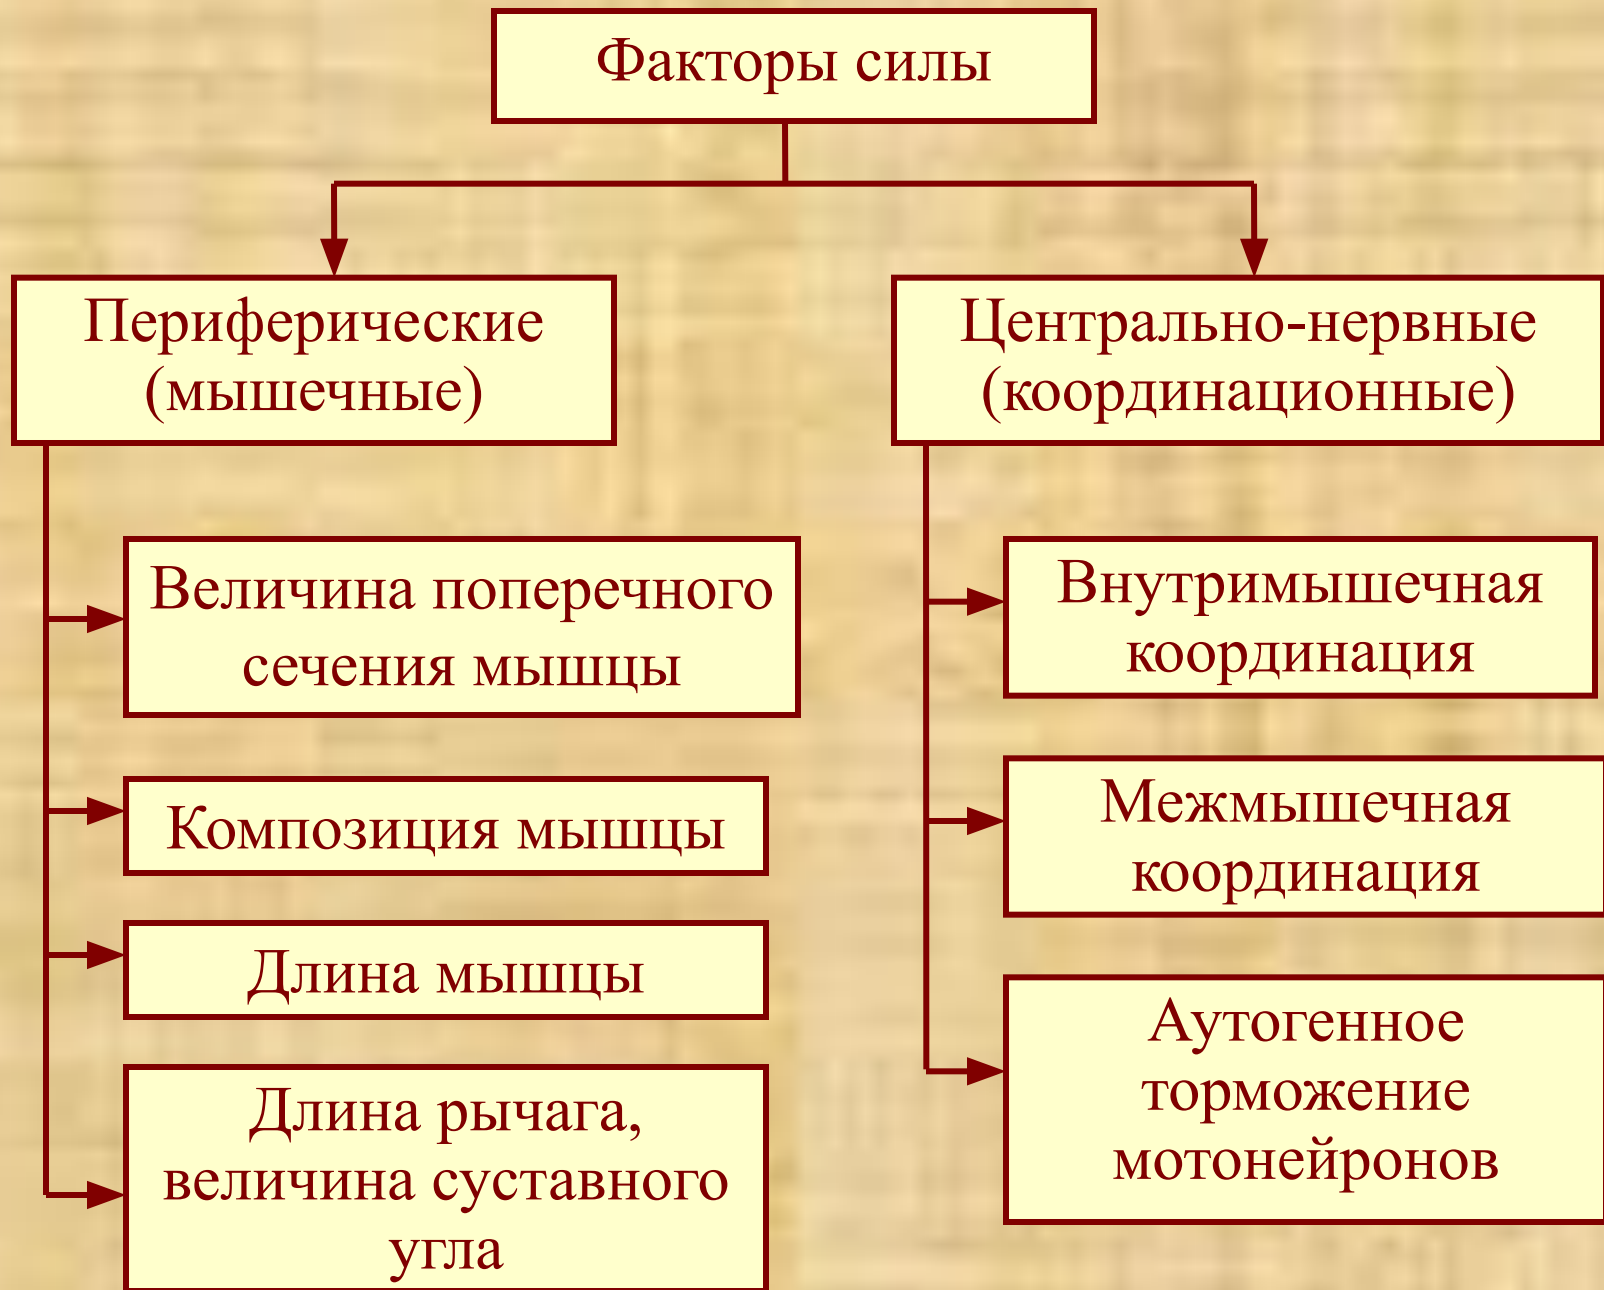 Факторы силы
Периферические
(мышечные)
Величина поперечного
сечения мышцы
Композиция мышцы
Длина мышцы
Длина рычага,
величина суставного
угла
Центрально-нервные
(координационные)
Внутримышечная
координация
Межмышечная
координация
Аутогенное
торможение
мотонейронов